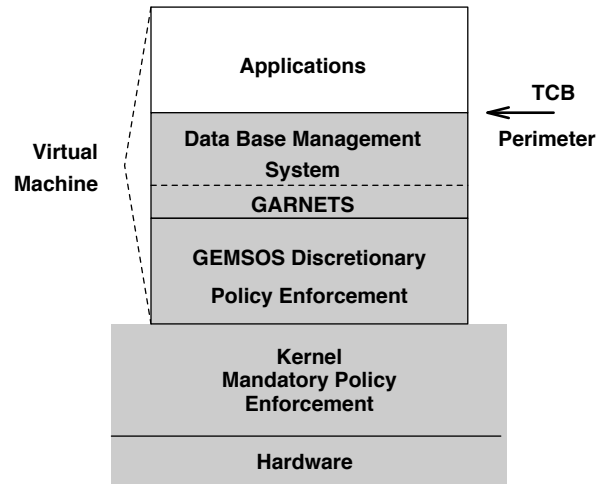 Applications
TCB
Perimeter
Data Base Management
System
Virtual
Machine
GARNETS
GEMSOS Discretionary
Policy Enforcement
Kernel
Mandatory Policy
Enforcement
Hardware